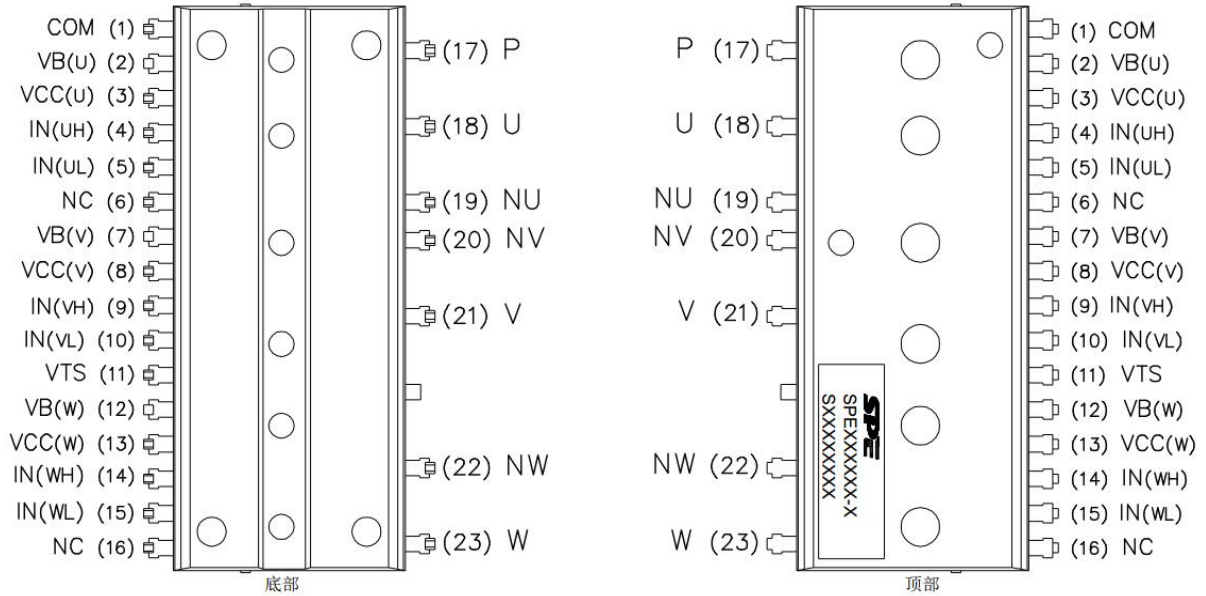 COM (1)
VB(U) (2)
VCC(U) (3)
IN(UH) (4)
IN(UL) (5)
NC (6)
VB(V) (7)
VCC(V) (8)
IN(VH) (9)
IN(VL) (10)
VTS (11)
VB(W) (12)
VCC(W) (13)
IN(WH) (14)
IN(WL) (15)
NC (16)
(17) P
(18) U
(19) NU
(20) NV
(21) V
(22) NW
(23) W
底部
P (17)
U (18)
NU (19)
NV (20)
V (21)
NW (22)
W (23)
SPE
SPEXXXXXX-X
SXXXXXXXX
(1) COM
(2) VB(U)
(3) VCC(U)
(4) IN(UH)
(5) IN(UL)
(6) NC
(7) VB(V)
(8) VCC(V)
(9) IN(VH)
(10) IN(VL)
(11) VTS
(12) VB(W)
(13) VCC(W)
(14) IN(WH)
(15) IN(WL)
(16) NC
顶部